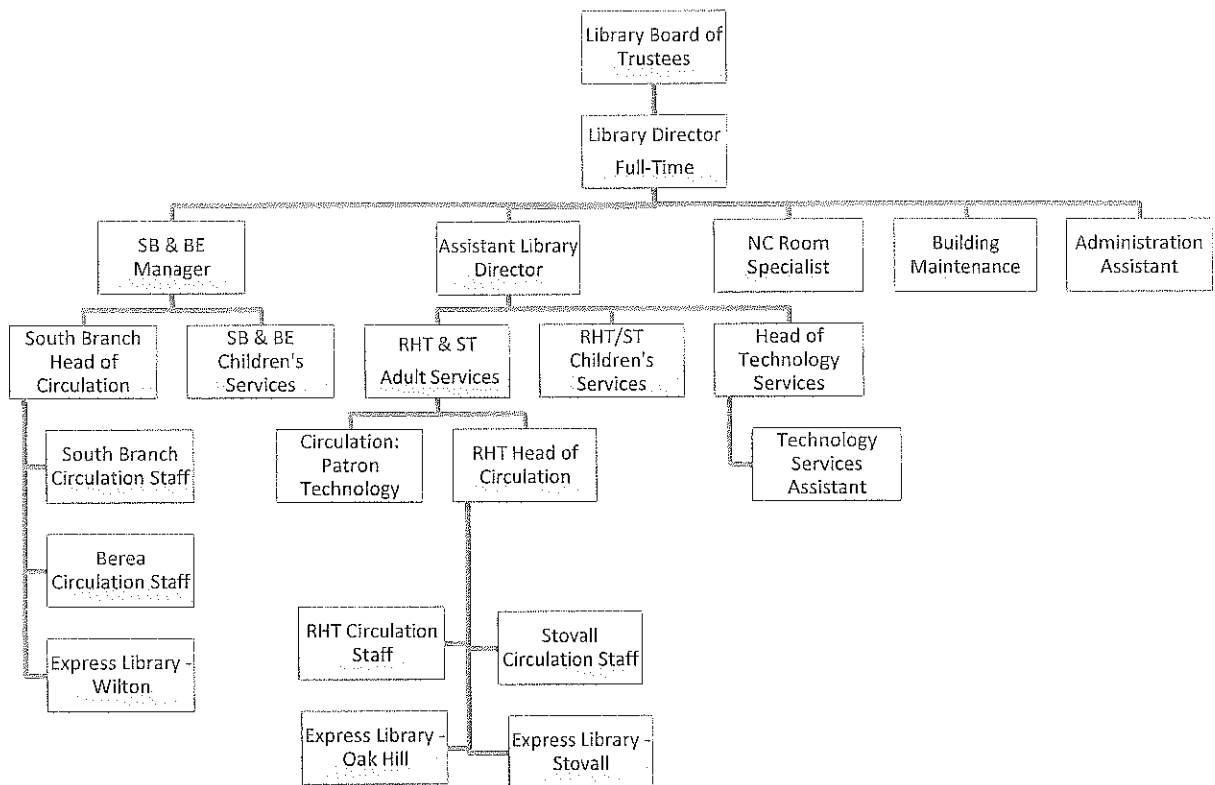 Library Board of
Trustees
Library Director
Full-Time
SB & BE
Manager
Assistant Library
Director
NC Room
Specialist
Building
Maintenance
Administration
Assistant
South Branch
Head of
Circulation
SB & BE
Children's
Services
RHT & ST
Adult Services
RHT/ST
Children's
Services
Head of
Technology
Services
South Branch
Circulation Staff
Circulation:
Patron
Technology
RHT Head of
Circulation
Technology
Services
Assistant
Berea
Circulation Staff
RHT Circulation
Staff
Stovall
Circulation Staff
Express Library -
Wilton
Express Library -
Oak Hill
Express Library -
Stovall